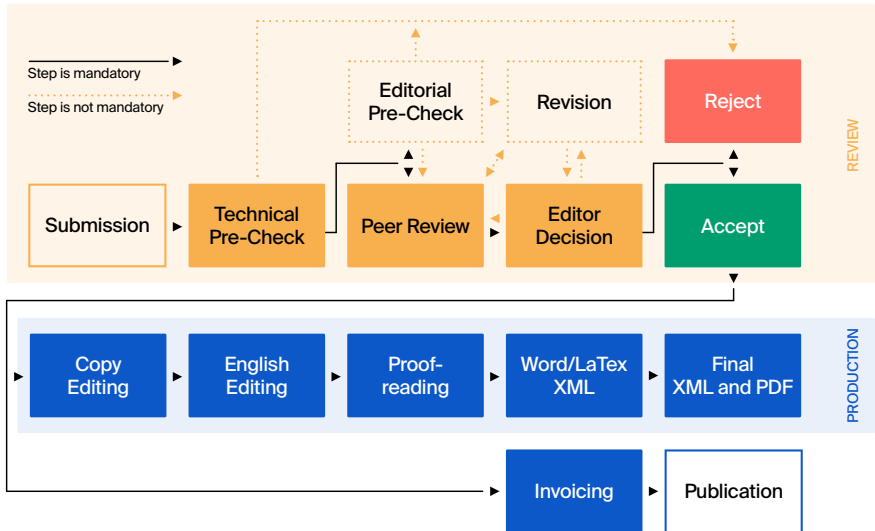 Step is mandatory
Step is not mandatory
Editorial
Pre-Check
Revision
Reject
REVIEW
Submission
Technical
Pre-Check
Peer Review
Editor
Decision
Accept
Copy
Editing
English
Editing
Proof-
reading
Word/LaTex
XML
Final
XML and PDF
PRODUCTION
Invoicing
Publication